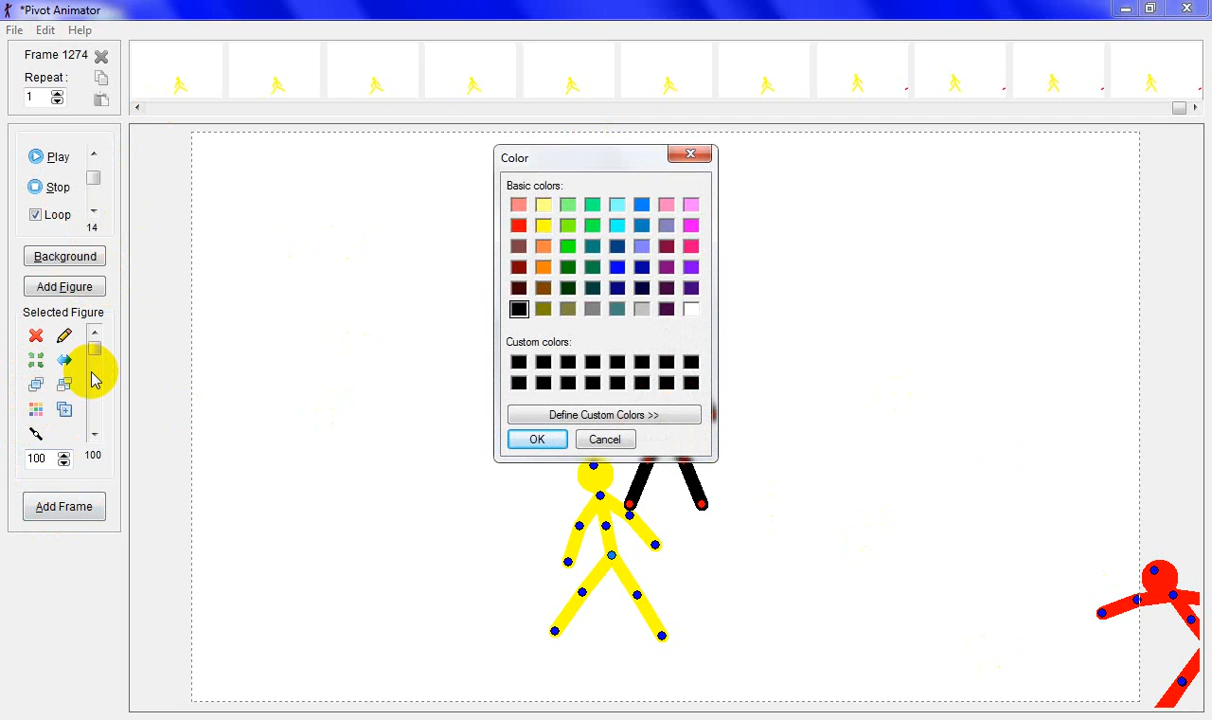 *Pivot Animator
File Edit Help
Frame 1274
Repeat:
1
Play
Stop
Loop
14
Background
Add Figure
Selected Figure
100
100
Add Frame
Color
Basic colors:
Custom colors:
Define Custom Colors >>
OK
Cancel